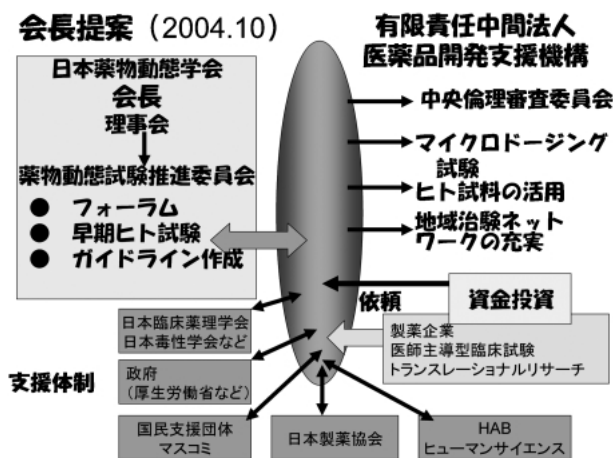 会長提案（2004.10）
日本薬物動態学会
会長
理事会
薬物動態試験推進委員会
● フォーラム
● 早期ヒト試験
● ガイドライン作成
有限責任中間法人
医薬品開発支援機構
中央倫理審査委員会
マイクロドージング
試験
ヒト試料の活用
地域治験ネット
ワークの充実
依頼
資金投資
製薬企業
医師主導型臨床試験
トランスレーショナルリサーチ
支援体制
日本臨床薬理学会
日本毒性学会など
政府
（厚生労働省など）
国民支援団体
マスコミ
日本製薬協会
HAB
ヒューマンサイエンス